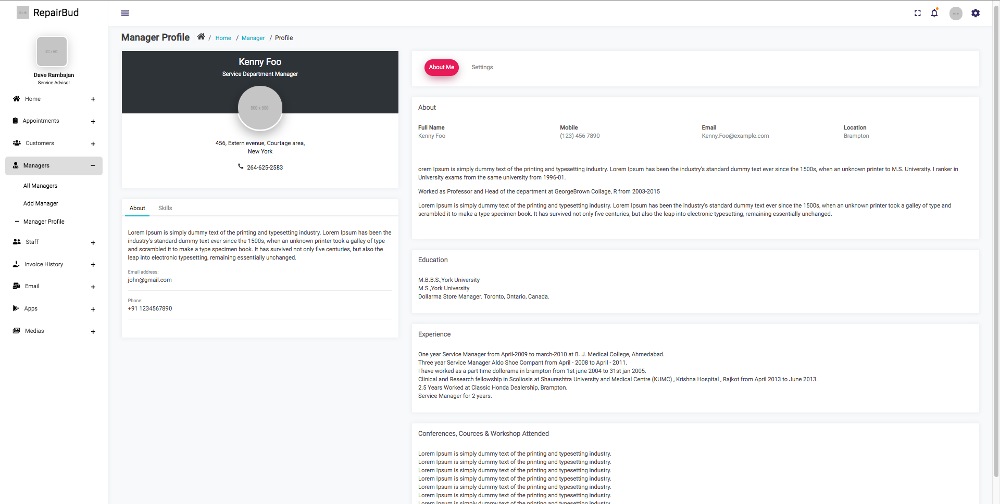 RepairBud
Dave Rambajan
Service Advisor
Home
Appointments
Customers
Managers
All Managers
Add Manager
Manager Profile
Staff
Invoice History
Email
Apps
Medias
Manager Profile
/ Home / Manager / Profile
Kenny Foo
Service Department Manager
500 x 500
456, Estern evenue, Courtage area,
New York
264-625-2583
About Skills
Lorem Ipsum is simply dummy text of the printing and typesetting industry. Lorem Ipsum has been the
industry's standard dummy text ever since the 1500s, when an unknown printer took a galley of type
and scrambled it to make a type specimen book. It has survived not only five centuries, but also the
leap into electronic typesetting, remaining essentially unchanged.
Email address:
john@gmail.com
Phone:
+91 1234567890
About Me Settings
About
Full Name Mobile Email Location
Kenny Foo (123) 456 7890 Kenny.Foo@example.com Brampton
orem Ipsum is simply dummy text of the printing and typesetting industry. Lorem Ipsum has been the industry's standard dummy text ever since the 1500s, when an unknown printer to M.S. University. I ranker in
University exams from the same university from 1996-01.
Worked as Professor and Head of the department at GeorgeBrown Collage, R from 2003-2015
Lorem Ipsum is simply dummy text of the printing and typesetting industry. Lorem Ipsum has been the industry's standard dummy text ever since the 1500s, when an unknown printer took a galley of type and
scrambled it to make a type specimen book. It has survived not only five centuries, but also the leap into electronic typesetting, remaining essentially unchanged.
Education
M.B.B.S.,York University
M.S.,York University
Dollarma Store Manager. Toronto, Ontario, Canada.
Experience
One year Service Manager from April-2009 to march-2010 at B. J. Medical College, Ahmedabad.
Three year Service Manager Aldo Shoe Compant from April - 2008 to April - 2011.
I have worked as a part time dollorama in brampton from 1st june 2004 to 31st jan 2005.
Clinical and Research fellowship in Scoliosis at Shaurashtra University and Medical Centre (KUMC) , Krishna Hospital , Rajkot from April 2013 to June 2013.
2.5 Years Worked at Classic Honda Dealership, Brampton.
Service Manager for 2 years.
Conferences, Cources & Workshop Attended
Lorem Ipsum is simply dummy text of the printing and typesetting industry.
Lorem Ipsum is simply dummy text of the printing and typesetting industry.
Lorem Ipsum is simply dummy text of the printing and typesetting industry.
Lorem Ipsum is simply dummy text of the printing and typesetting industry.
Lorem Ipsum is simply dummy text of the printing and typesetting industry.
Lorem Ipsum is simply dummy text of the printing and typesetting industry.
Lorem Ipsum is simply dummy text of the printing and typesetting industry.